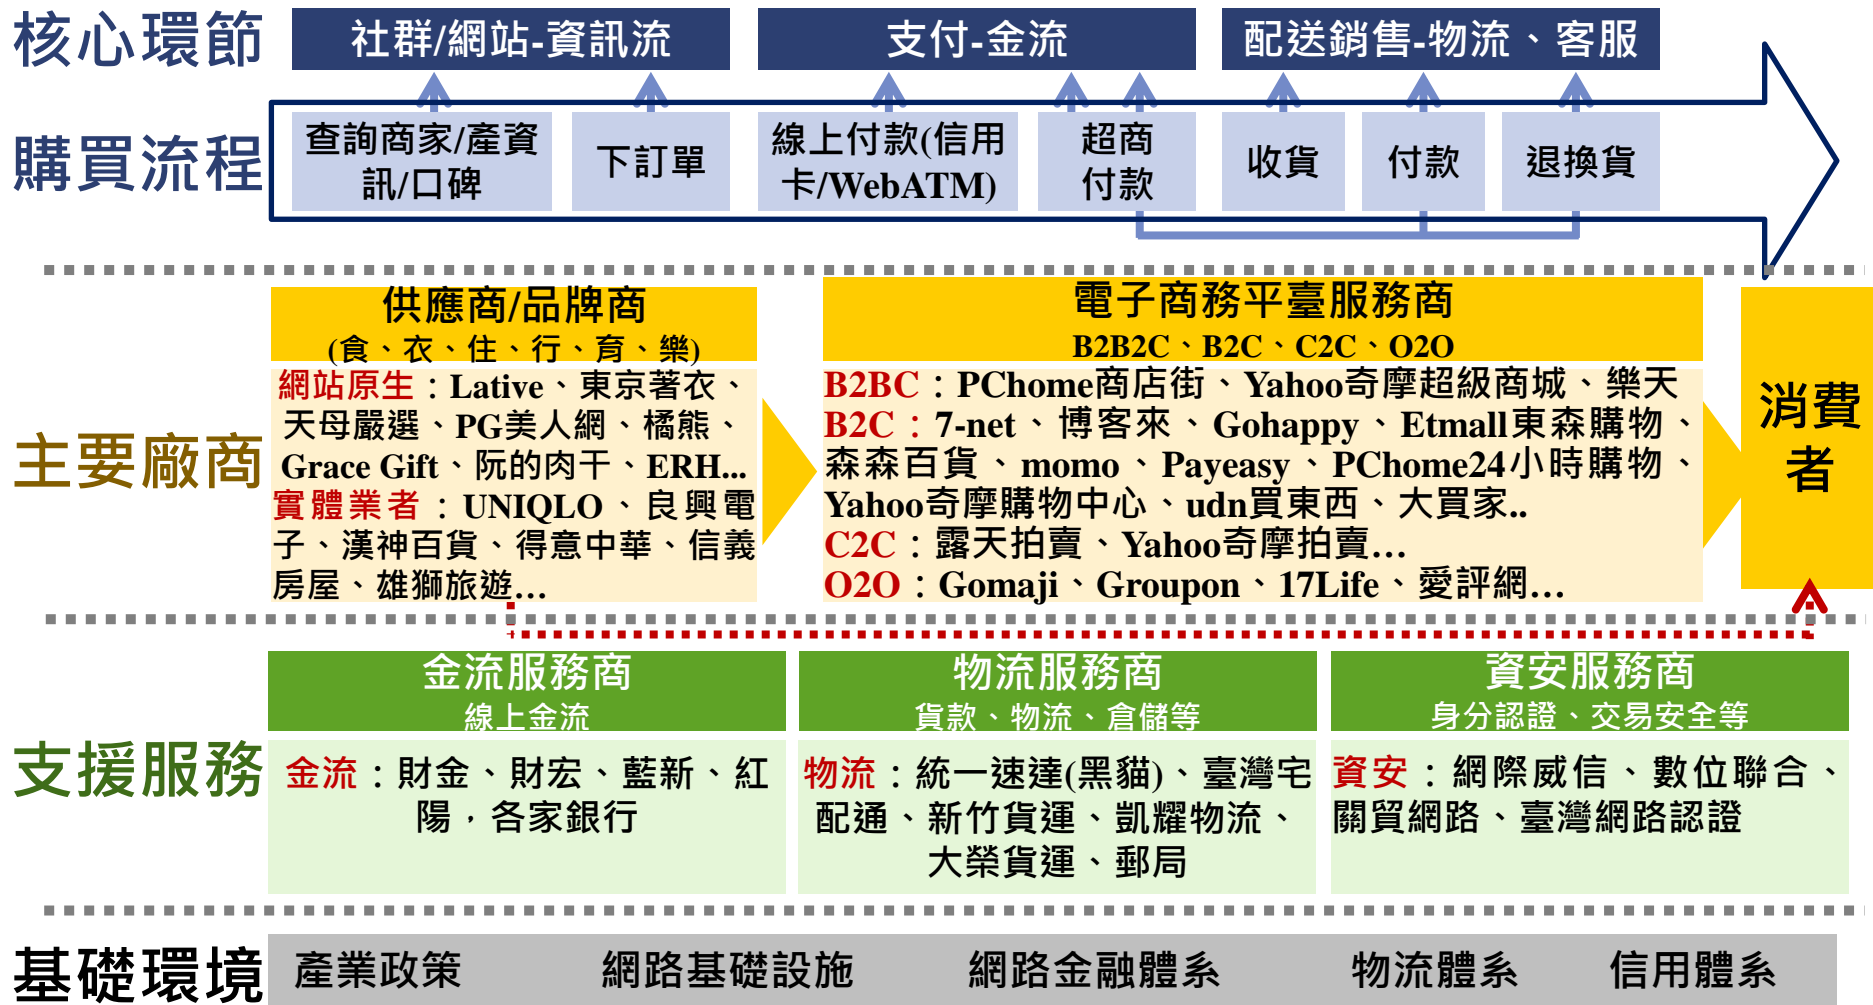 核心環節
社群/網站-資訊流
支付-金流
配送銷售-物流、客服
購買流程
查詢商家/產資
訊/口碑
下訂單
線上付款(信用
卡/WebATM)
超商
付款
收貨
付款
退換貨
主要廠商
供應商/品牌商
(食、衣、住、行、育、樂)
網站原生：Lative、東京著衣、
天母嚴選、PG美人網、橘熊、
Grace Gift、阮的肉干、ERH...
實體業者：UNIQLO、良興電
子、漢神百貨、得意中華、信義
房屋、雄獅旅遊…
電子商務平臺服務商
B2B2C、B2C、C2C、O2O
B2BC：PChome商店街、Yahoo奇摩超級商城、樂天
B2C：7-net、博客來、Gohappy、Etmall東森購物、
森森百貨、momo、Payeasy、PChome24小時購物、
Yahoo奇摩購物中心、udn買東西、大買家..
C2C：露天拍賣、Yahoo奇摩拍賣…
O2O：Gomaji、Groupon、17Life、愛評網…
消費
者
支援服務
金流服務商
線上金流
金流：財金、財宏、藍新、紅
陽，各家銀行
物流服務商
貨款、物流、倉儲等
物流：統一速達(黑貓)、臺灣宅
配通、新竹貨運、凱耀物流、
大榮貨運、郵局
資安服務商
身分認證、交易安全等
資安：網際威信、數位聯合、
關貿網路、臺灣網路認證
基礎環境
產業政策
網路基礎設施
網路金融體系
物流體系
信用體系